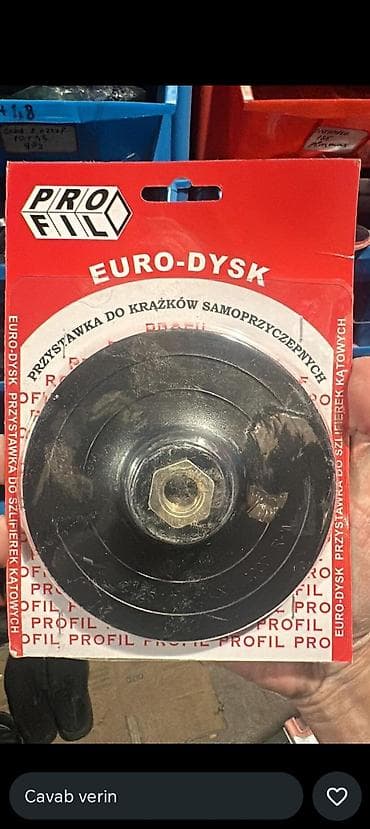 PRO
FIL
EURO-DYSK
PRZYSTAWKA DO KRĄŻKÓW SAMOPRZYCZEPNYCH
EURO-DYSK PRZYSTAWKA DO SZLIFIEREK KĄTOWYCH
EURO-DYSK PRZYSTAWKA DO SZLIFIEREK KĄTOWYCH
PROFIL PROFIL PROFIL PRO
Cavab verin